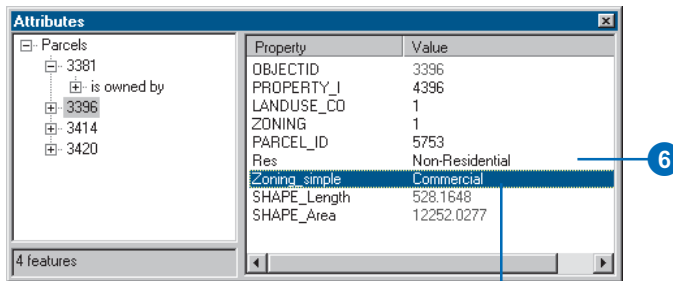 Attributes
Parcels
3381
is owned by
3396
3414
3420
4 features
Property Value
OBJECTID 3396
PROPERTY_I 4396
LANDUSE_CO 1
ZONING 1
PARCEL_ID 5753
Res Non-Residential
Zoning_simple Commercial
SHAPE_Length 528.1648
SHAPE_Area 12252.0277
6